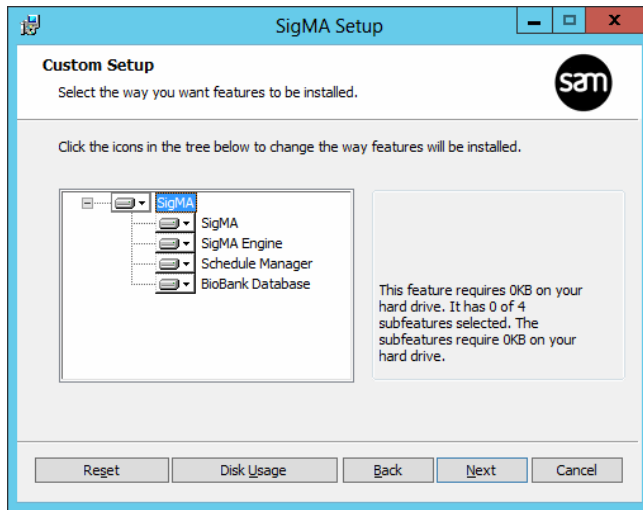 SigMA Setup
Custom Setup
Select the way you want features to be installed.
sam
Click the icons in the tree below to change the way features will be installed.
SigMA
SigMA
SigMA Engine
Schedule Manager
BioBank Database
This feature requires 0KB on your
hard drive. It has 0 of 4
subfeatures selected. The
subfeatures require 0KB on your
hard drive.
Reset
Disk Usage
Back
Next
Cancel